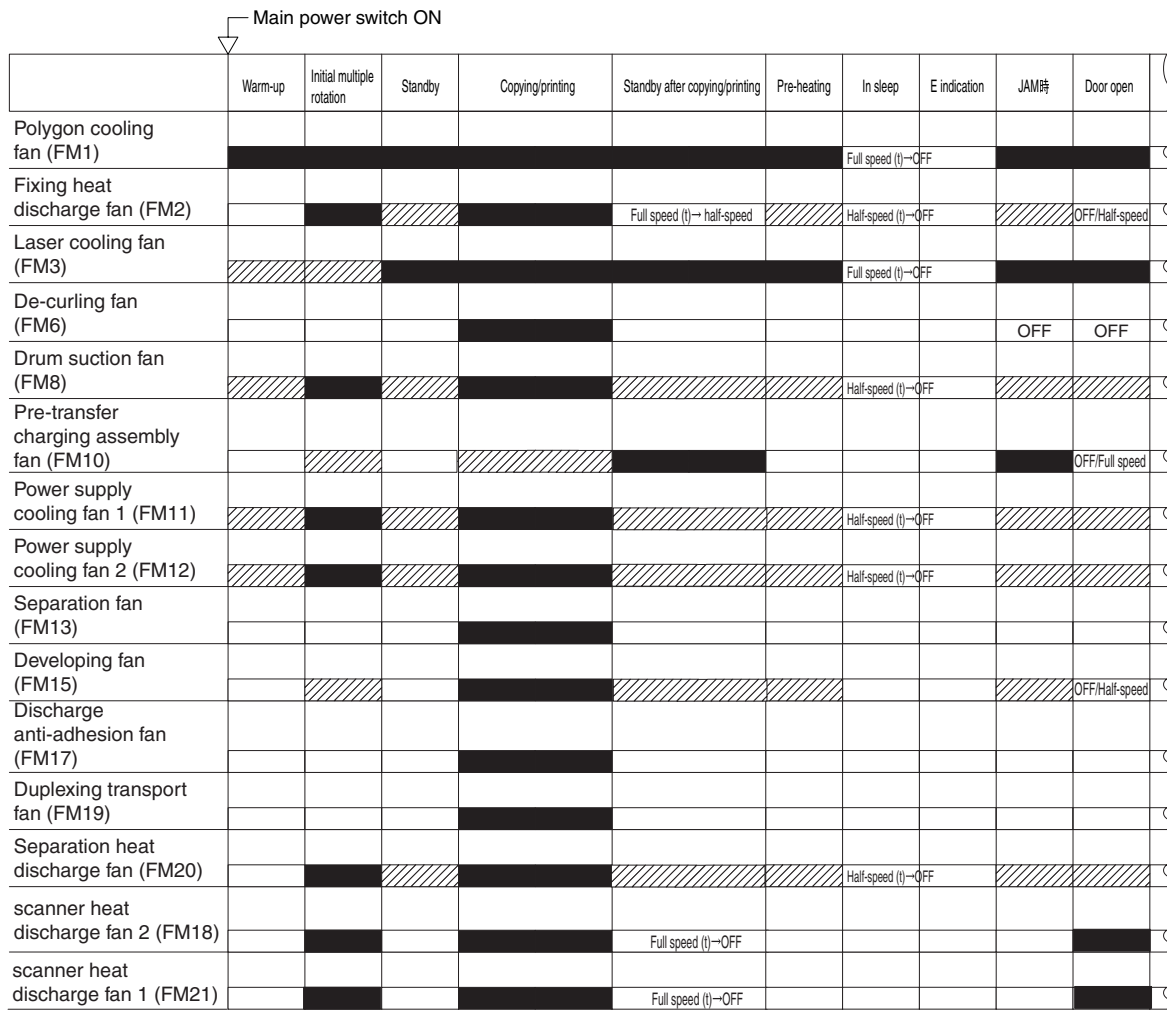 Main power switch ON
Warm-up
Initial multiple
rotation
Standby
Copying/printing
Standby after copying/printing
Pre-heating
In sleep
E indication
JAM時
Door open
Polygon cooling
fan (FM1)
Full speed (t)→OFF
Fixing heat
discharge fan (FM2)
Full speed (t)→ half-speed
Half-speed (t)→OFF
OFF/Half-speed
Laser cooling fan
(FM3)
Full speed (t)→OFF
De-curling fan
(FM6)
OFF
OFF
Drum suction fan
(FM8)
Half-speed (t)→OFF
Pre-transfer
charging assembly
fan (FM10)
OFF/Full speed
Power supply
cooling fan 1 (FM11)
Half-speed (t)→OFF
Power supply
cooling fan 2 (FM12)
Half-speed (t)→OFF
Separation fan
(FM13)
Developing fan
(FM15)
OFF/Half-speed
Discharge
anti-adhesion fan
(FM17)
Duplexing transport
fan (FM19)
Separation heat
discharge fan (FM20)
Half-speed (t)→OFF
scanner heat
discharge fan 2 (FM18)
Full speed (t)→OFF
scanner heat
discharge fan 1 (FM21)
Full speed (t)→OFF